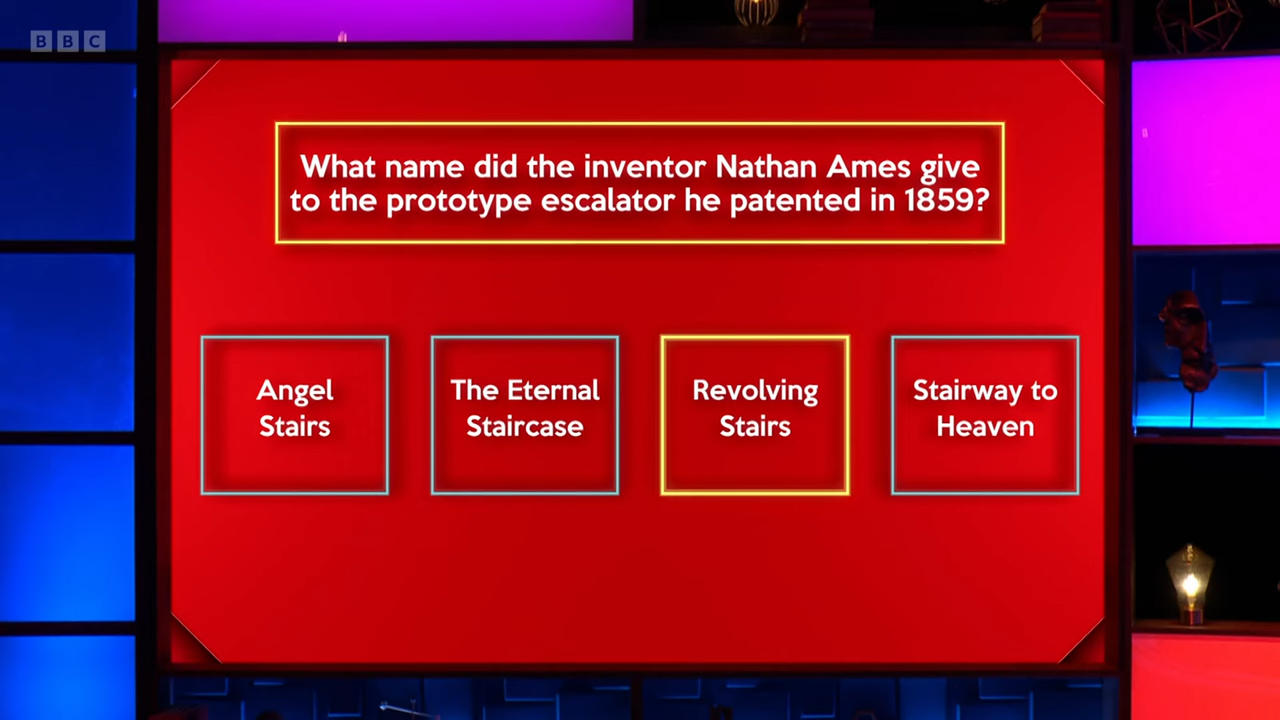 BBC
What name did the inventor Nathan Ames give
to the prototype escalator he patented in 1859?
Angel
Stairs
The Eternal
Staircase
Revolving
Stairs
Stairway to
Heaven